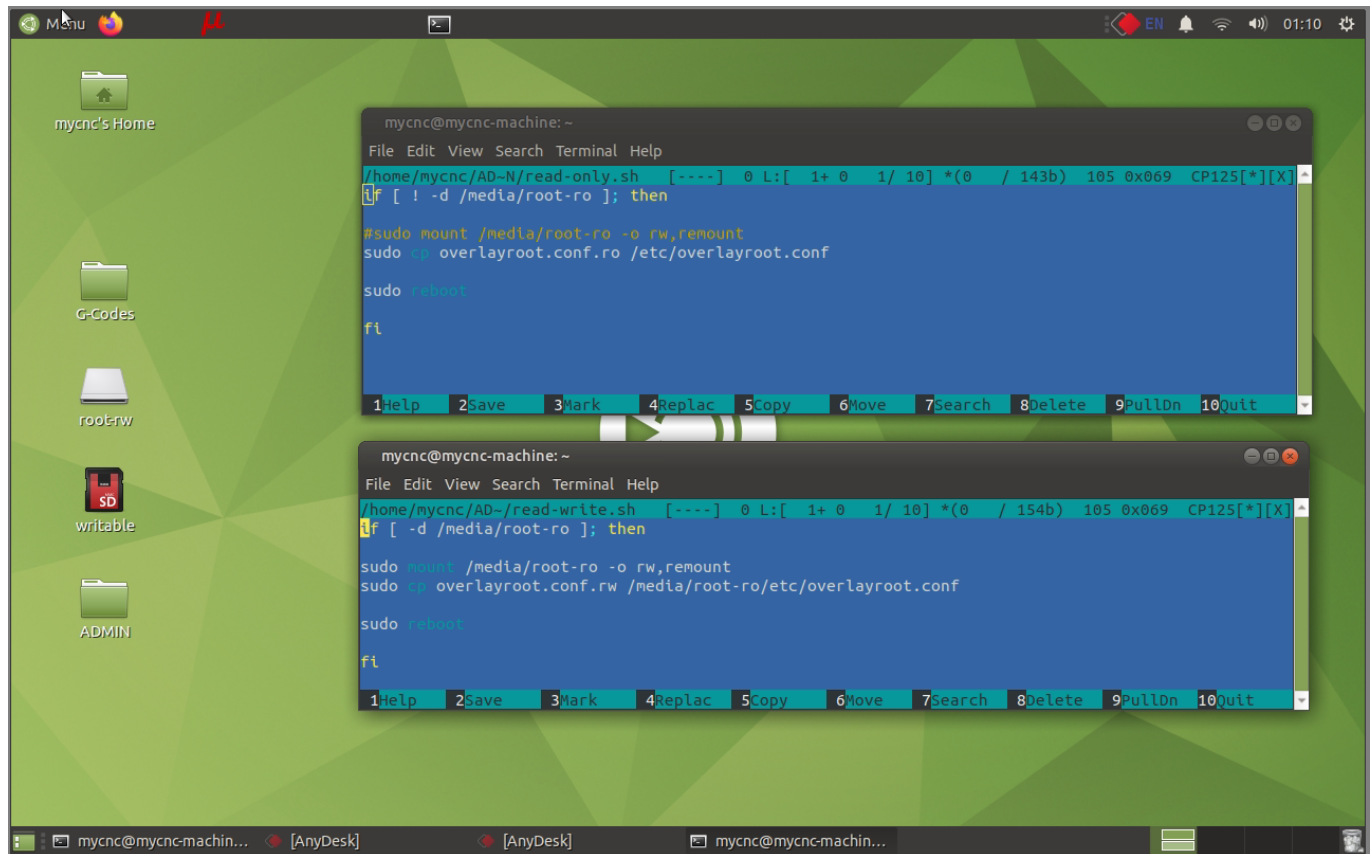 Menu
µ
EN
01:10
mycnc's Home
G-Codes
root-rw
SD
writable
ADMIN
mycnc@mycnc-machine: ~
File Edit View Search Terminal Help
/home/mycnc/AD~N/read-only.sh [----] 0 L:[ 1+ 0 1/ 10] *(0 / 143b) 105 0x069 CP125[*][X]
if [ ! -d /media/root-ro ]; then
#sudo mount /media/root-ro -o rw,remount
sudo cp overlayroot.conf.ro /etc/overlayroot.conf
sudo reboot
fi
1Help 2Save 3Mark 4Replac 5Copy 6Move 7Search 8Delete 9PullDn 10Quit
mycnc@mycnc-machine: ~
File Edit View Search Terminal Help
/home/mycnc/AD~/read-write.sh [----] 0 L:[ 1+ 0 1/ 10] *(0 / 154b) 105 0x069 CP125[*][X]
if [ -d /media/root-ro ]; then
sudo mount /media/root-ro -o rw,remount
sudo cp overlayroot.conf.rw /media/root-ro/etc/overlayroot.conf
sudo reboot
fi
1Help 2Save 3Mark 4Replac 5Copy 6Move 7Search 8Delete 9PullDn 10Quit
mycnc@mycnc-machin... [AnyDesk] [AnyDesk] mycnc@mycnc-machin...